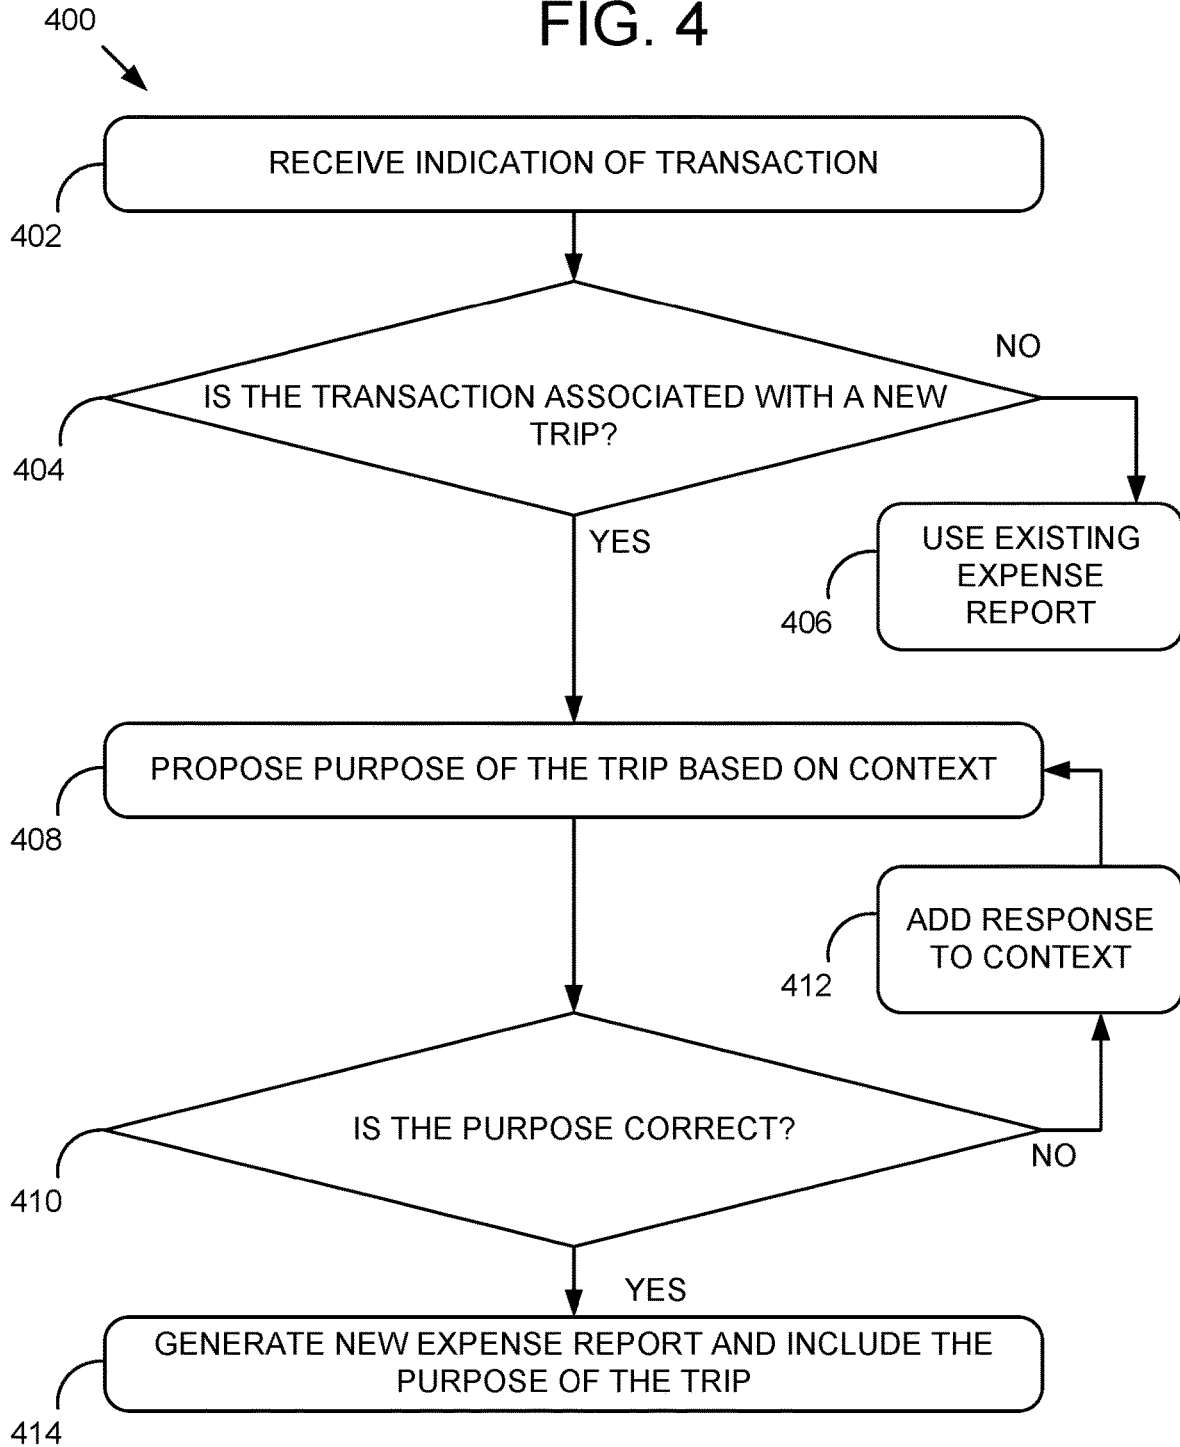 FIG. 4
400
RECEIVE INDICATION OF TRANSACTION
402
NO
IS THE TRANSACTION ASSOCIATED WITH A NEW
TRIP?
404
YES
USE EXISTING
EXPENSE
REPORT
406
PROPOSE PURPOSE OF THE TRIP BASED ON CONTEXT
408
ADD RESPONSE
TO CONTEXT
412
IS THE PURPOSE CORRECT?
NO
410
YES
GENERATE NEW EXPENSE REPORT AND INCLUDE THE
PURPOSE OF THE TRIP
414